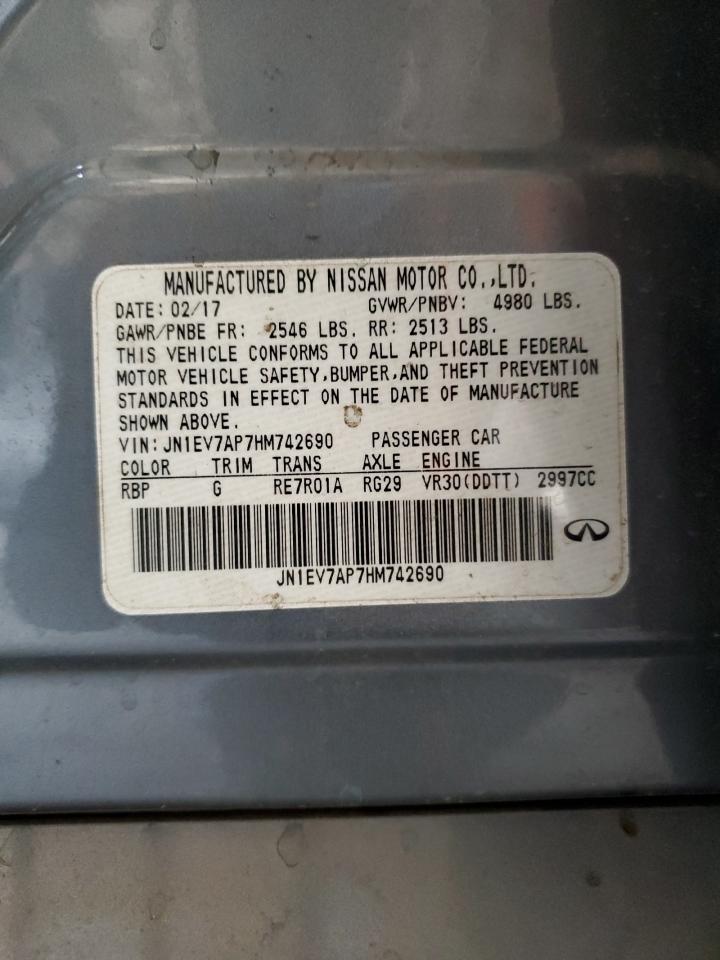 MANUFACTURED BY NISSAN MOTOR CO.,LTD.
DATE: 02/17 GVWR/PNBV: 4980 LBS.
GAWR/PNBE FR: 2546 LBS. RR: 2513 LBS.
THIS VEHICLE CONFORMS TO ALL APPLICABLE FEDERAL
MOTOR VEHICLE SAFETY,BUMPER,AND THEFT PREVENTION
STANDARDS IN EFFECT ON THE DATE OF MANUFACTURE
SHOWN ABOVE.
VIN: JN1EV7AP7HM742690 PASSENGER CAR
COLOR TRIM TRANS AXLE ENGINE
RBP G RE7R01A RG29 VR30(DDTT) 2997CC
JN1EV7AP7HM742690